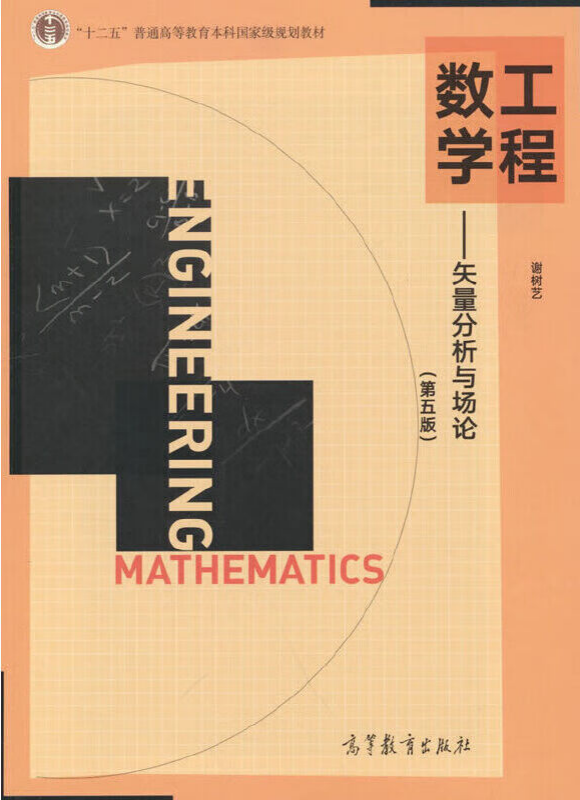 “十二五”普通高等教育本科国家级规划教材
工程
数学
——矢量分析与场论
(第五版)
谢树艺
ENGINEERING
MATHEMATICS
高等教育出版社